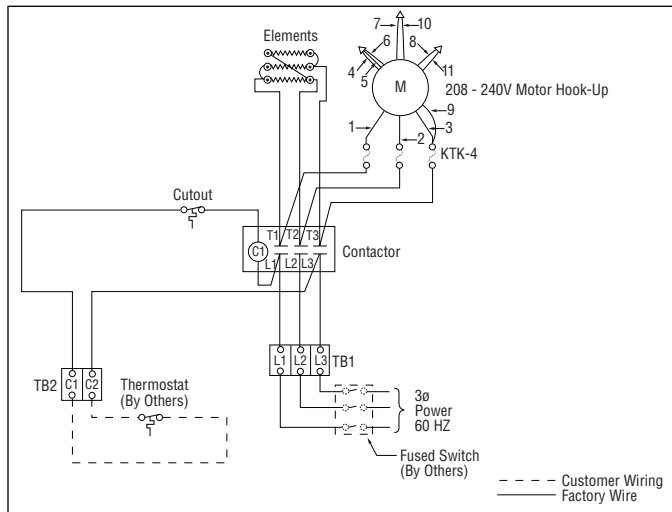 7
10
6
8
4
5
11
M
Elements
208 - 240V Motor Hook-Up
9
1
2
3
KTK-4
Cutout
T1 T2 T3
C1
Contactor
L1 L2 L3
L1 L2 L3
TB1
TB2
C1 C2
Thermostat
(By Others)
3ø
Power
60 HZ
Fused Switch
(By Others)
Customer Wiring
Factory Wire